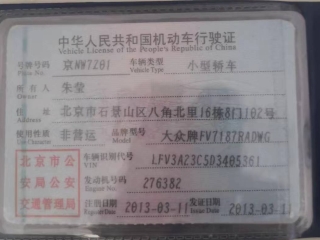 中华人民共和国机动车行驶证
Vehicle License of the People's Republic of China
号牌号码 京NW7Z01 车辆类型 小型轿车
Plate No. Vehicle Type
所有人 朱莹
Owner
住址 北京市石景山区八角北里16栋8门102号
Address
使用性质 非营运 品牌型号 大众牌FV7187RADWG
Use Character Model
北京市公 车辆识别代号 LFV3A23C5D3405361
VIN
安局公安 发动机号码 276382
Engine No.
交通管理局 注册日期 2013-03-11 发证日期 2013-03-11
Register Date Issue Date